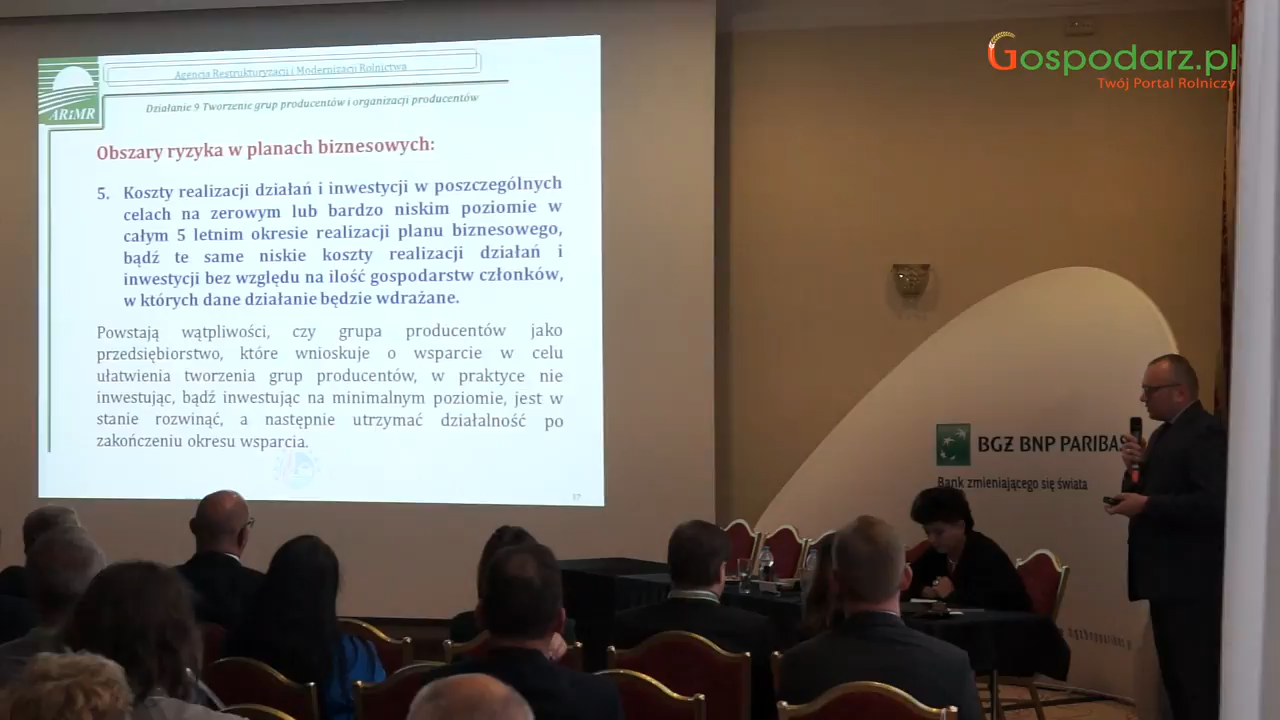 Gospodarz.pl
Twój Portal Rolniczy
ARiMR
Agencja Restrukturyzacji i Modernizacji Rolnictwa
Działanie 9 Tworzenie grup producentów i organizacji producentów
Obszary ryzyka w planach biznesowych:
5. Koszty realizacji działań i inwestycji w poszczególnych
celach na zerowym lub bardzo niskim poziomie w
całym 5 letnim okresie realizacji planu biznesowego,
bądź te same niskie koszty realizacji działań i
inwestycji bez względu na ilość gospodarstw członków,
w których dane działanie będzie wdrażane.
Powstają wątpliwości, czy grupa producentów jako
przedsiębiorstwo, które wnioskuje o wsparcie w celu
ułatwienia tworzenia grup producentów, w praktyce nie
inwestując, bądź inwestując na minimalnym poziomie, jest w
stanie rozwinąć, a następnie utrzymać działalność po
zakończeniu okresu wsparcia.
37
BGŻ BNP PARIBAS
Bank zmieniającego się świata